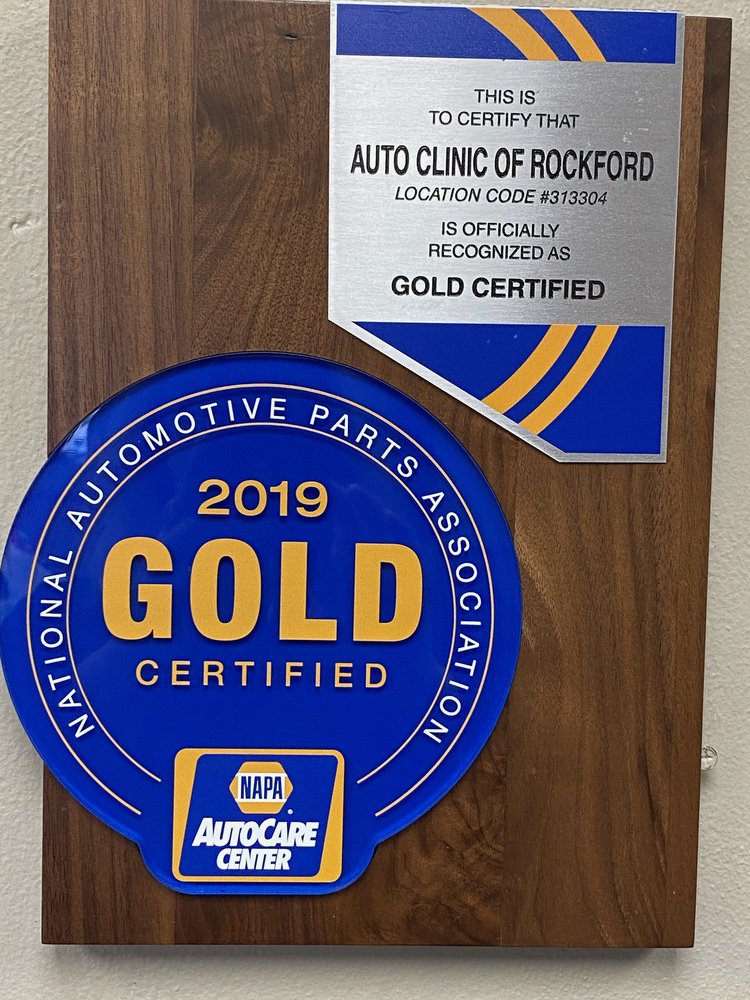 THIS IS
TO CERTIFY THAT
AUTO CLINIC OF ROCKFORD
LOCATION CODE #313304
IS OFFICIALLY
RECOGNIZED AS
GOLD CERTIFIED
NATIONAL AUTOMOTIVE PARTS ASSOCIATION
2019
GOLD
CERTIFIED
NAPA
AUTOCARE
CENTER